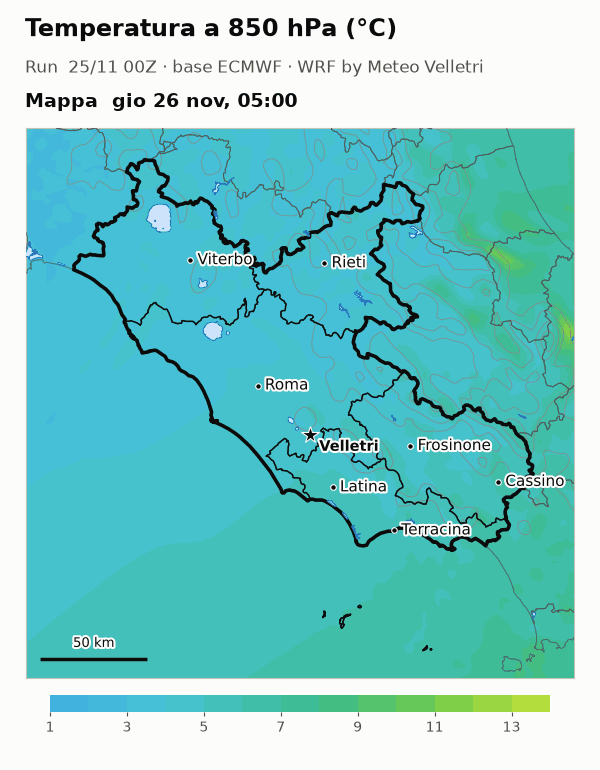 Temperatura a 850 hPa (°C)
Run 25/11 00Z · base ECMWF · WRF by Meteo Velletri
Mappa gio 26 nov, 05:00
Viterbo
Rieti
Roma
Velletri
Frosinone
Cassino
Latina
Terracina
50 km
1 3 5 7 9 11 13